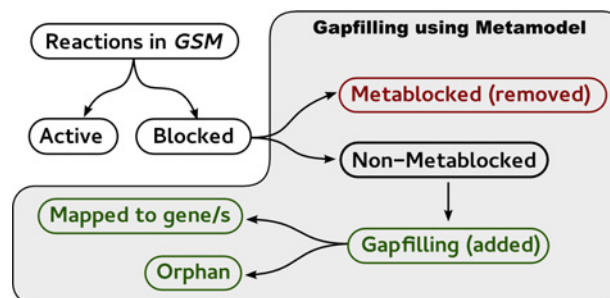 Gapfilling using Metamodel
Reactions in GSM
Metablocked (removed)
Active
Blocked
Non-Metablocked
Mapped to gene/s
Gapfilling (added)
Orphan